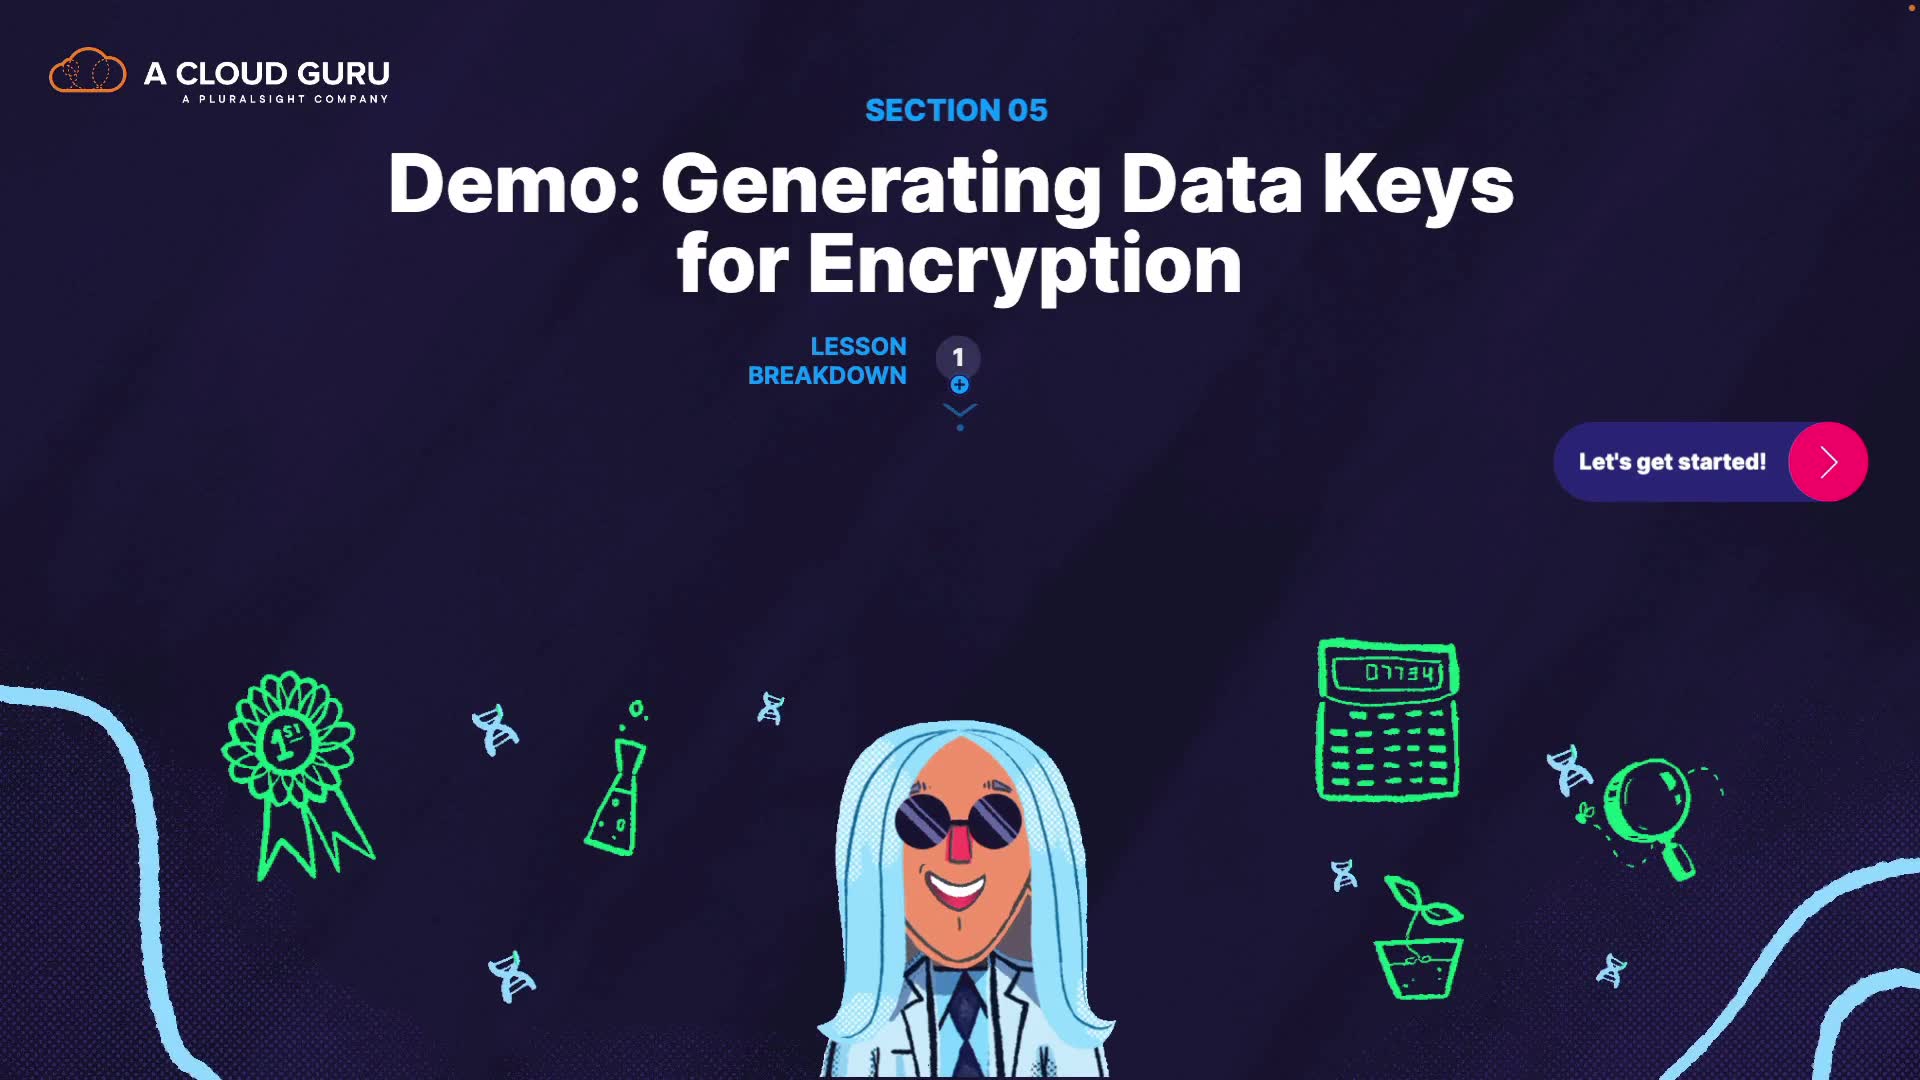 A CLOUD GURU
A PLURALSIGHT COMPANY
SECTION 05
Demo: Generating Data Keys
for Encryption
LESSON
BREAKDOWN
1
Let's get started!
07734
1ST